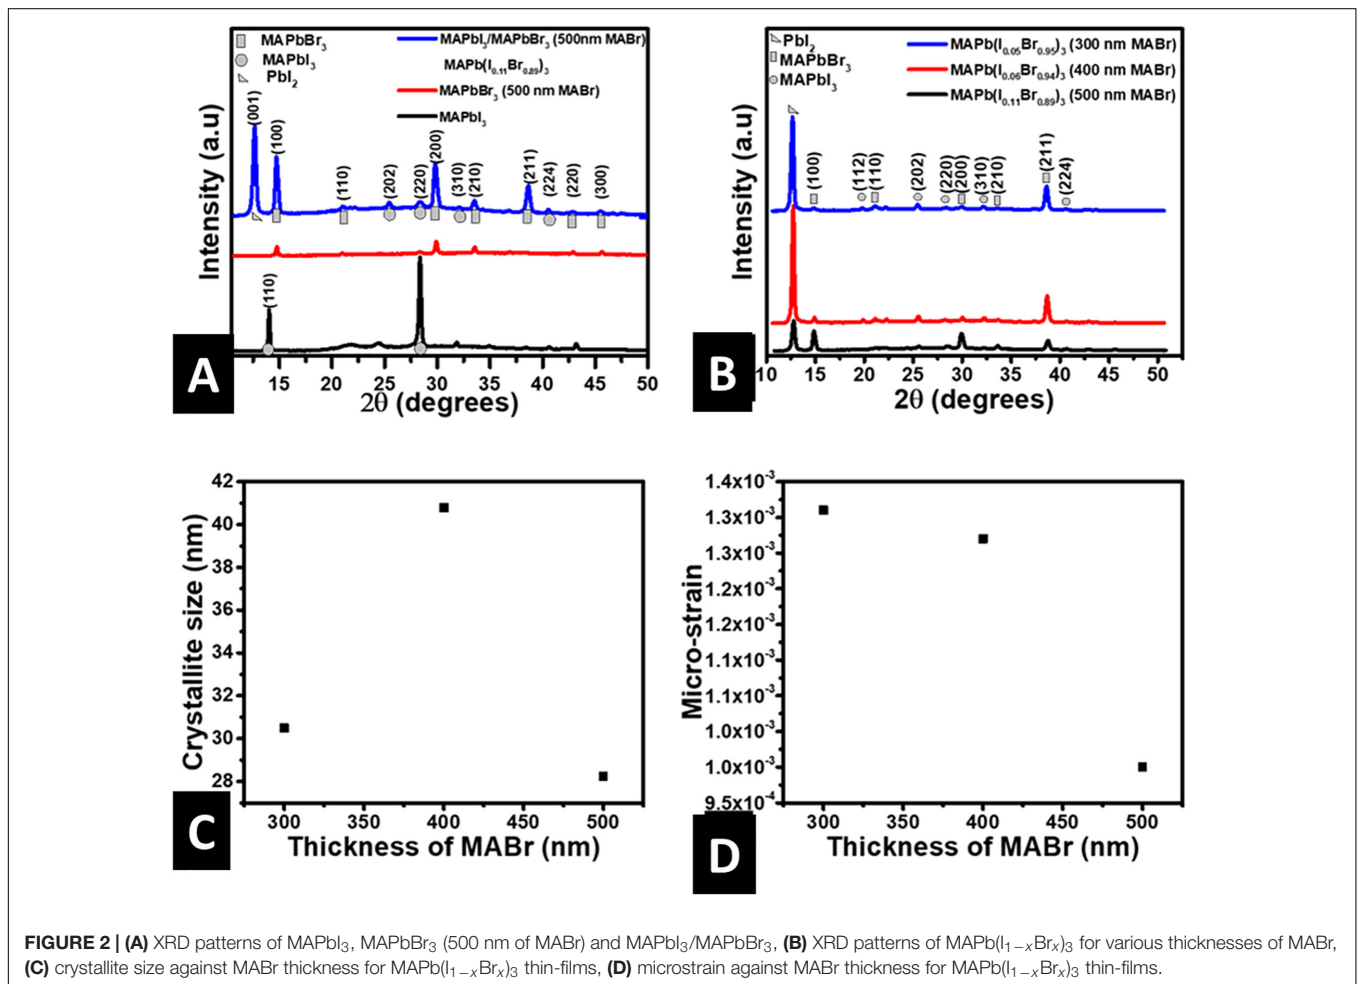 MAPbBr3
MAPbI3
PbI2
MAPbI3/MAPbBr3 (500nm MABr)
MAPb(I0.11Br0.89)3
MAPbBr3 (500 nm MABr)
MAPbI3
(001)
(100)
(110)
(202)
(220)
(200)
(310)
(210)
(211)
(224)
(220)
(300)
(110)
Intensity (a.u)
15 20 25 30 35 40 45 50
2θ (degrees)
A
PbI2
MAPbBr3
MAPbI3
MAPb(I0.05Br0.95)3 (300 nm MABr)
MAPb(I0.06Br0.94)3 (400 nm MABr)
MAPb(I0.11Br0.89)3 (500 nm MABr)
(100)
(112)
(110)
(202)
(220)
(200)
(310)
(210)
(211)
(224)
Intensity (a.u)
10 15 20 25 30 35 40 45 50
2θ (degrees)
B
42
40
38
36
34
32
30
28
Crystallite size (nm)
300 350 400 450 500
Thickness of MABr (nm)
C
1.4x10-3
1.3x10-3
1.3x10-3
1.2x10-3
1.2x10-3
1.1x10-3
1.1x10-3
1.0x10-3
1.0x10-3
9.5x10-4
Micro-strain
300 350 400 450 500
Thickness of MABr (nm)
D
FIGURE 2 | (A) XRD patterns of MAPbI3, MAPbBr3 (500 nm of MABr) and MAPbI3/MAPbBr3, (B) XRD patterns of MAPb(I1−xBrx)3 for various thicknesses of MABr,
(C) crystallite size against MABr thickness for MAPb(I1−xBrx)3 thin-films, (D) microstrain against MABr thickness for MAPb(I1−xBrx)3 thin-films.